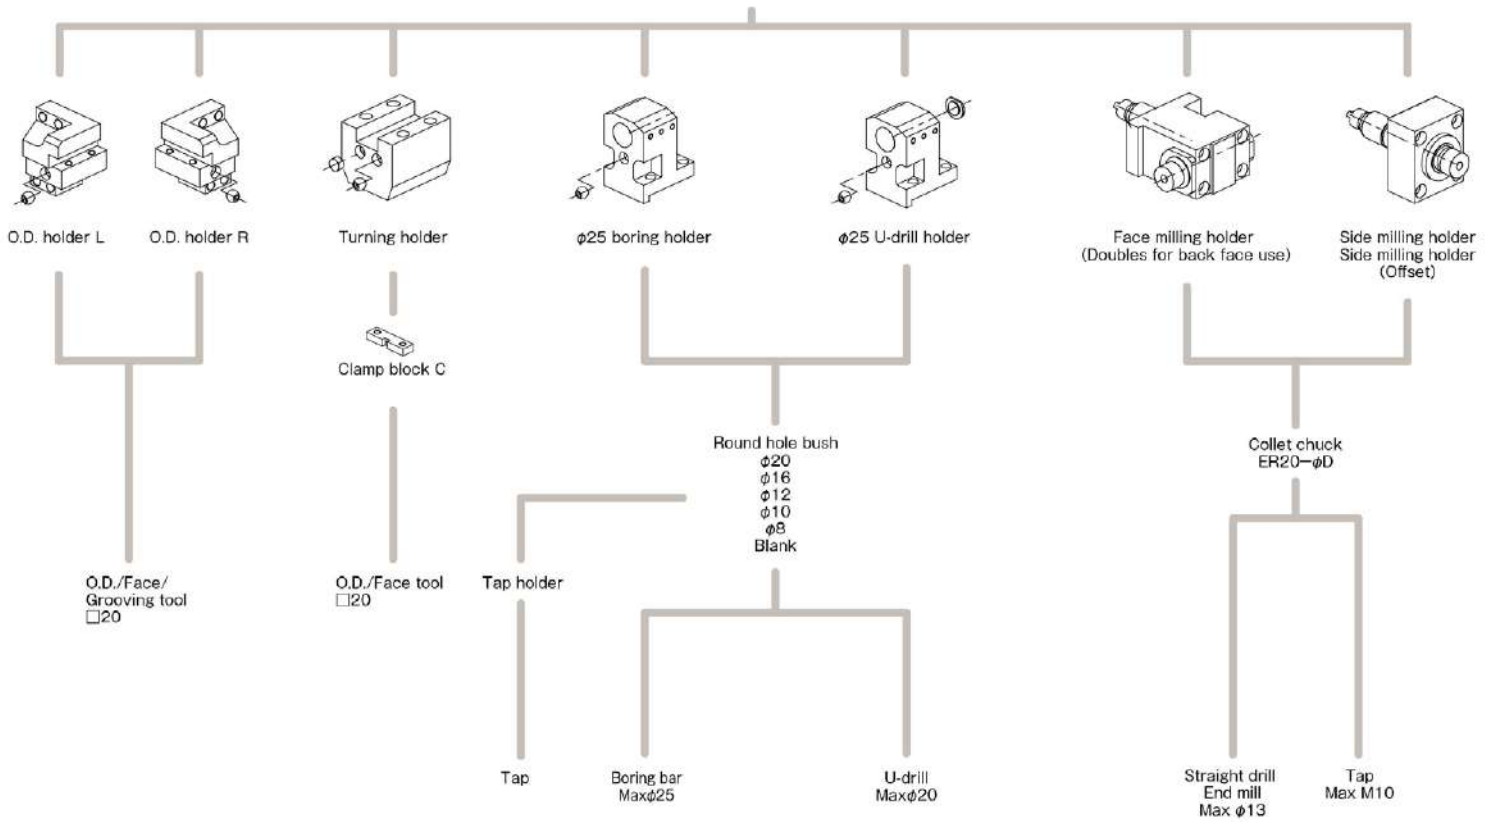 O.D. holder L
O.D. holder R
Turning holder
ϕ25 boring holder
ϕ25 U-drill holder
Face milling holder
(Doubles for back face use)
Side milling holder
Side milling holder
(Offset)
Clamp block C
Round hole bush
ϕ20
ϕ16
ϕ12
ϕ10
ϕ8
Blank
Collet chuck
ER20-ϕD
O.D./Face/
Grooving tool
□20
O.D./Face tool
□20
Tap holder
Tap
Boring bar
Maxϕ25
U-drill
Maxϕ20
Straight drill
End mill
Max ϕ13
Tap
Max M10